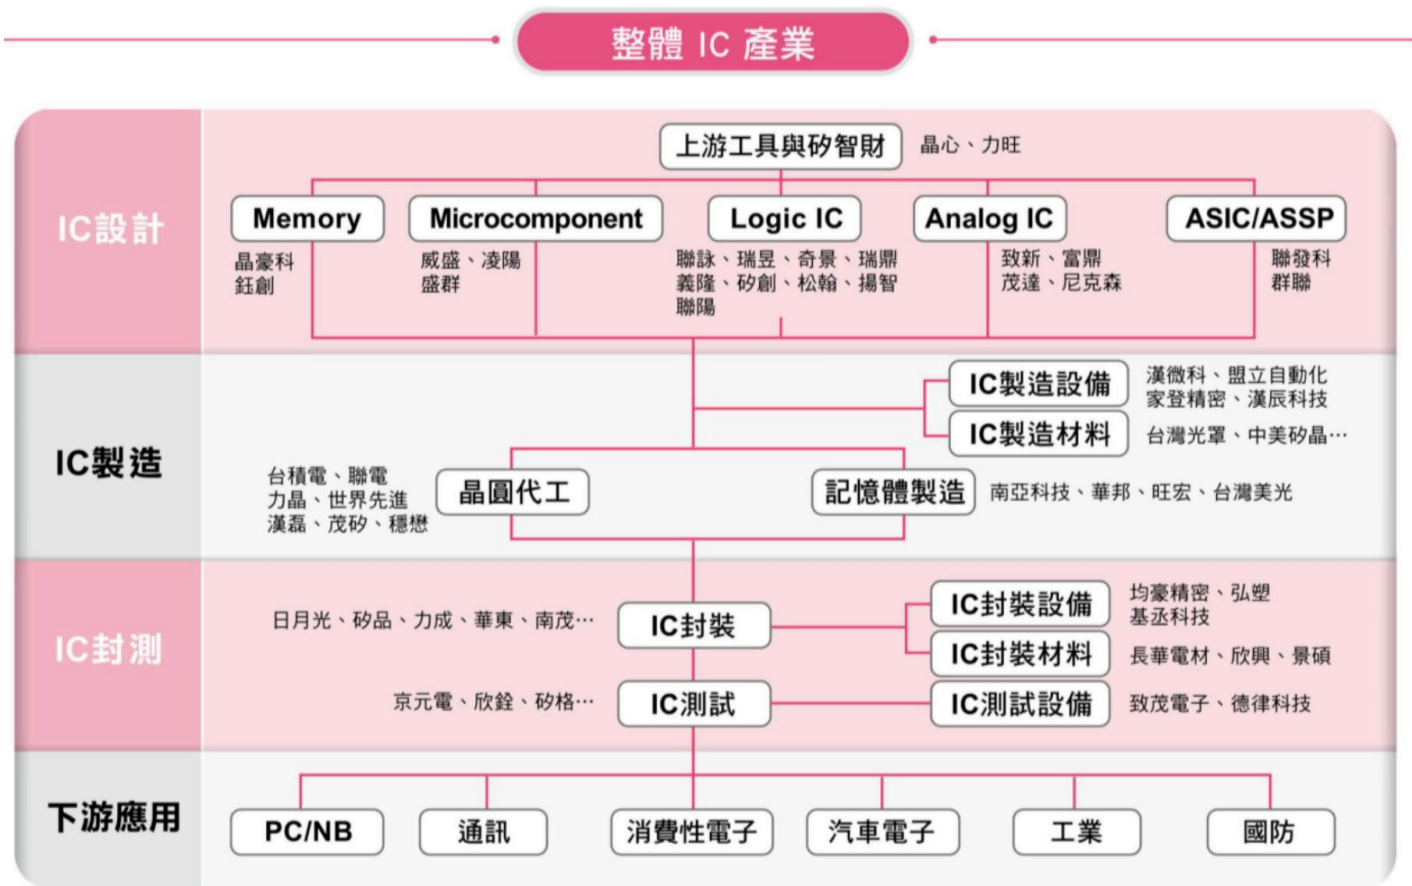 整體 IC 產業
IC設計
上游工具與矽智財
晶心、力旺
Memory
晶豪科
鈺創
Microcomponent
威盛、凌陽
盛群
Logic IC
聯詠、瑞昱、奇景、瑞鼎
義隆、矽創、松翰、揚智
聯陽
Analog IC
致新、富鼎
茂達、尼克森
ASIC/ASSP
聯發科
群聯
IC製造
IC製造設備
漢微科、盟立自動化
家登精密、漢辰科技
IC製造材料
台灣光罩、中美矽晶…
台積電、聯電
力晶、世界先進
漢磊、茂矽、穩懋
晶圓代工
記憶體製造
南亞科技、華邦、旺宏、台灣美光
IC封測
日月光、矽品、力成、華東、南茂…
IC封裝
IC封裝設備
均豪精密、弘塑
基丞科技
IC封裝材料
長華電材、欣興、景碩
京元電、欣銓、矽格…
IC測試
IC測試設備
致茂電子、德律科技
下游應用
PC/NB
通訊
消費性電子
汽車電子
工業
國防